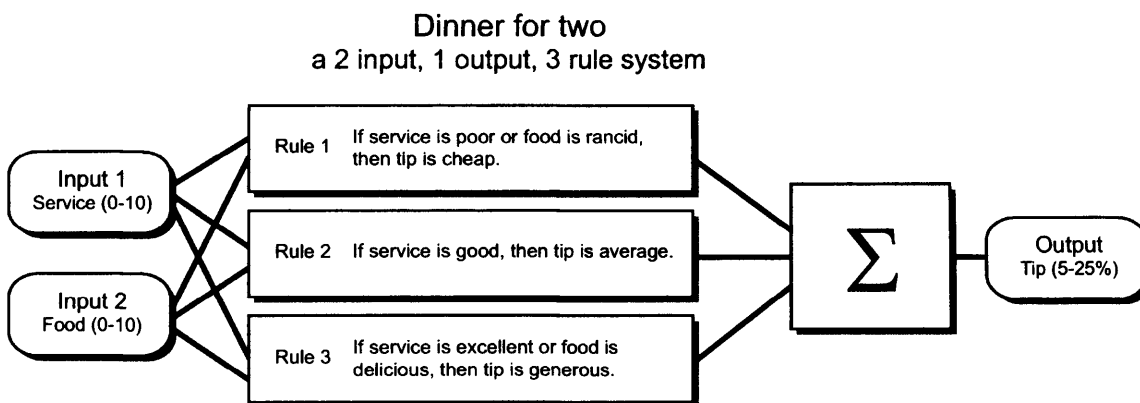 Dinner for two
a 2 input, 1 output, 3 rule system
Input 1
Service (0-10)
Input 2
Food (0-10)
Rule 1 If service is poor or food is rancid,
then tip is cheap.
Rule 2 If service is good, then tip is average.
Rule 3 If service is excellent or food is
delicious, then tip is generous.
Σ
Output
Tip (5-25%)